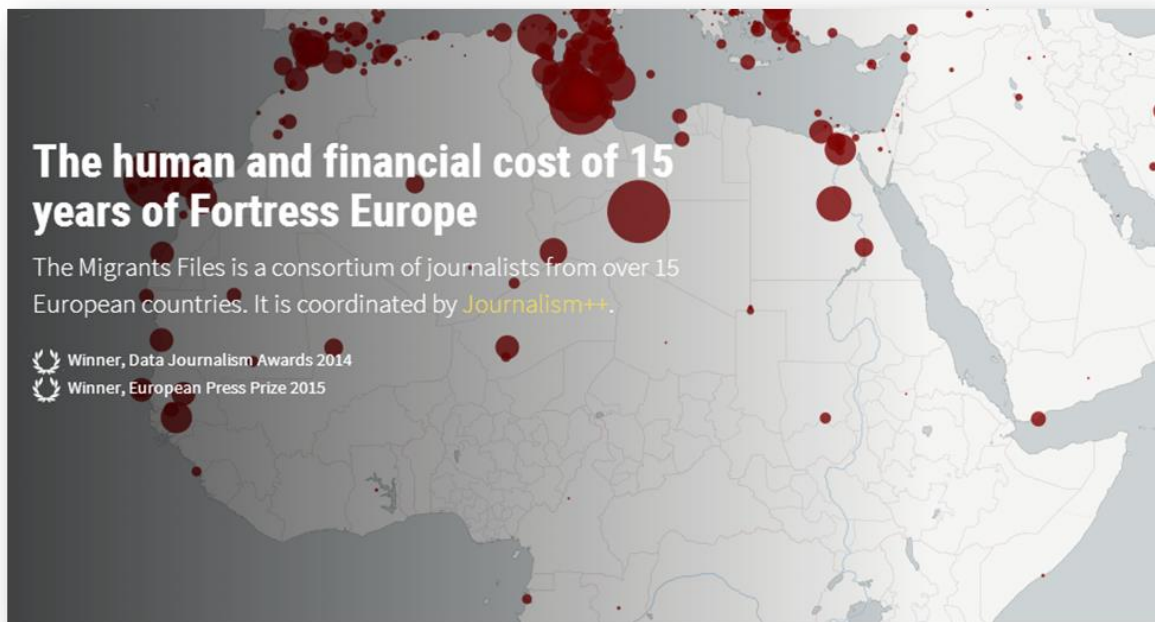 The human and financial cost of 15
years of Fortress Europe
The Migrants Files is a consortium of journalists from over 15
European countries. It is coordinated by Journalism++.
Winner, Data Journalism Awards 2014
Winner, European Press Prize 2015